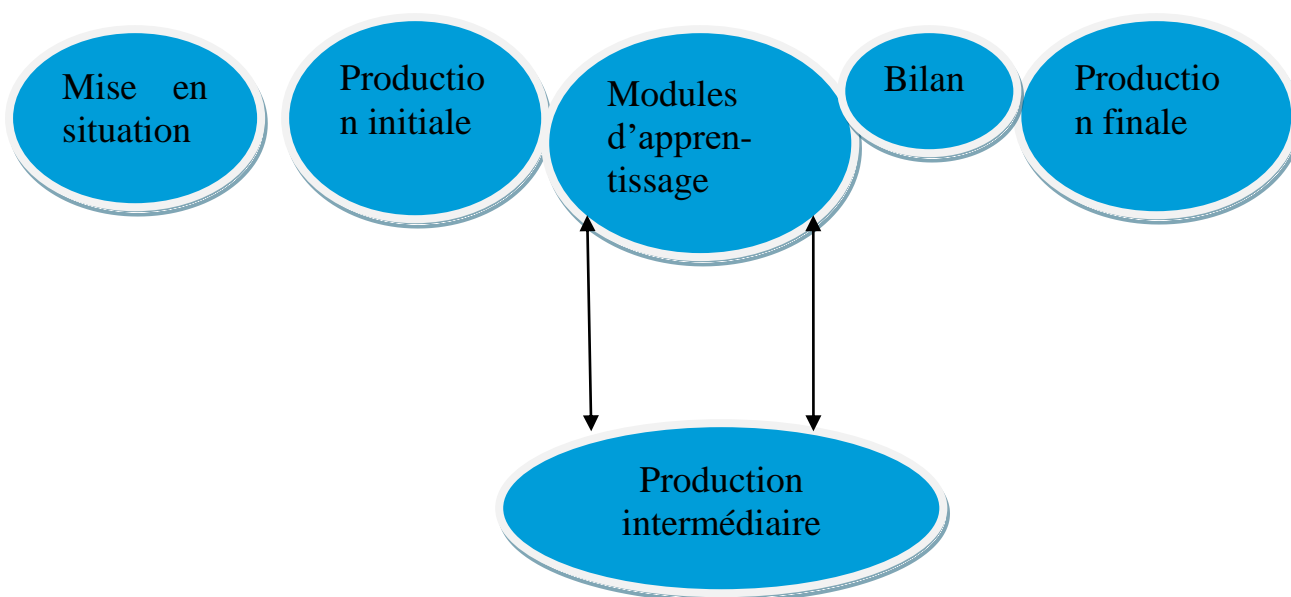 Mise en
situation
Productio
n initiale
Modules
d’appren-
tissage
Bilan
Productio
n finale
Production
intermédiaire